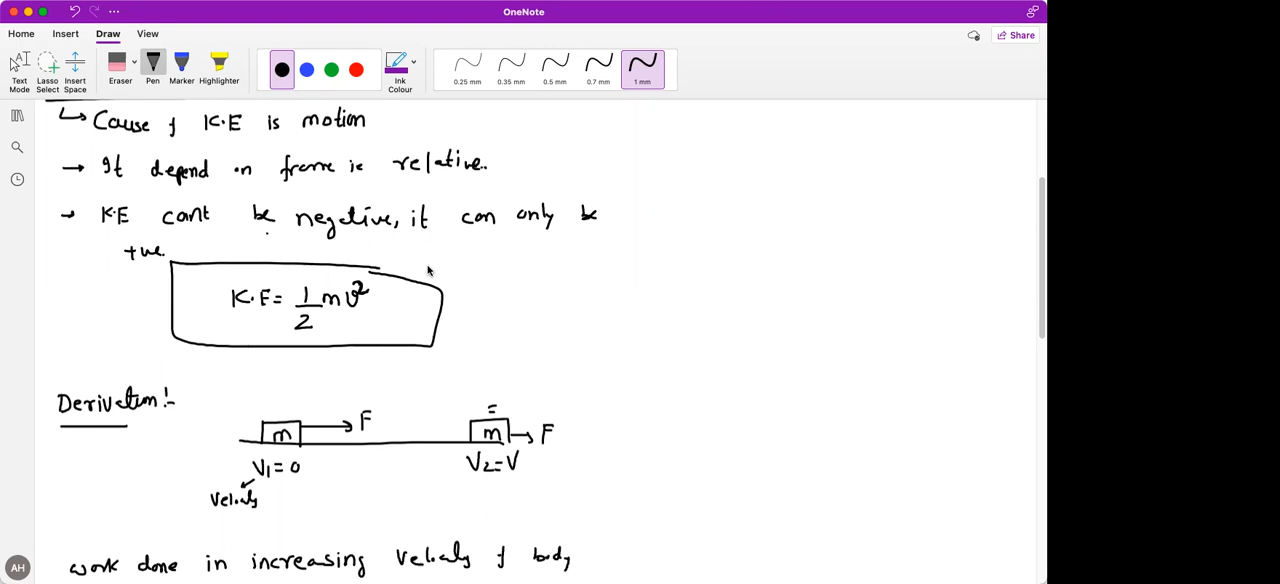 OneNote
Home Insert Draw View
Share
Text Mode
Lasso Select
Insert Space
Eraser
Pen
Marker
Highlighter
Ink Colour
0.25 mm
0.35 mm
0.5 mm
0.7 mm
1 mm
Cause of K.E is motion
→ It depend on frame is relative.
→ K.E cant be negative, it can only be
+ve.
K.E = 1/2 mv²
Derivation:-
m → F
m → F
V1 = 0
V2 = V
Velocity
work done in increasing Velocity of body
AH